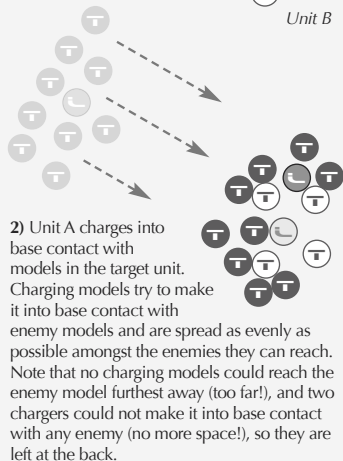 Unit B
2) Unit A charges into
base contact with
models in the target unit.
Charging models try to make
it into base contact with
enemy models and are spread as evenly as
possible amongst the enemies they can reach.
Note that no charging models could reach the
enemy model furthest away (too far!), and two
chargers could not make it into base contact
with any enemy (no more space!), so they are
left at the back.